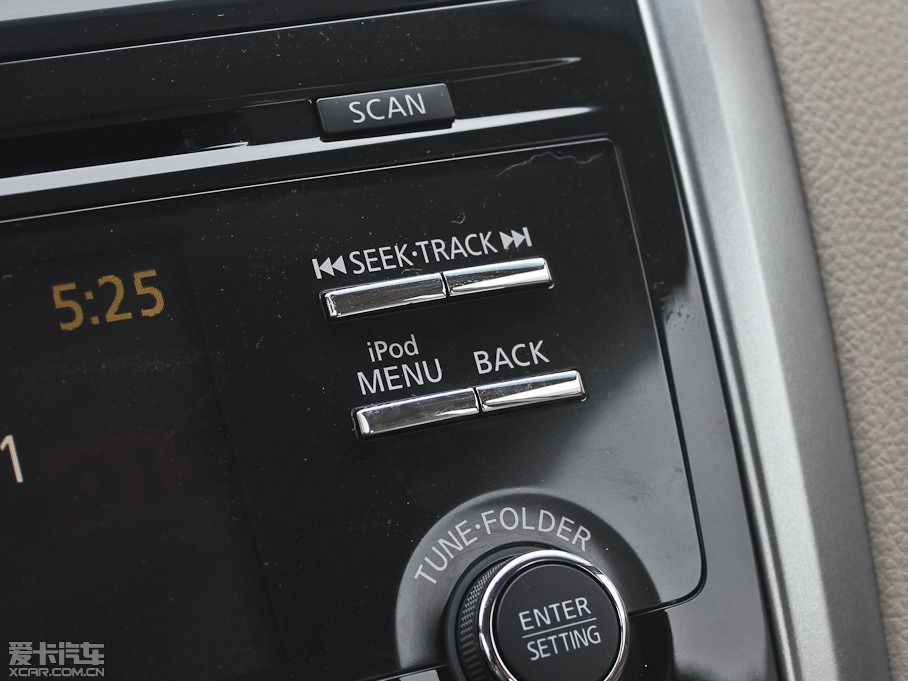 SCAN
SEEK·TRACK
5:25
iPod
MENU
BACK
1
TUNE·FOLDER
ENTER
SETTING
爱卡汽车
XCAR.COM.CN